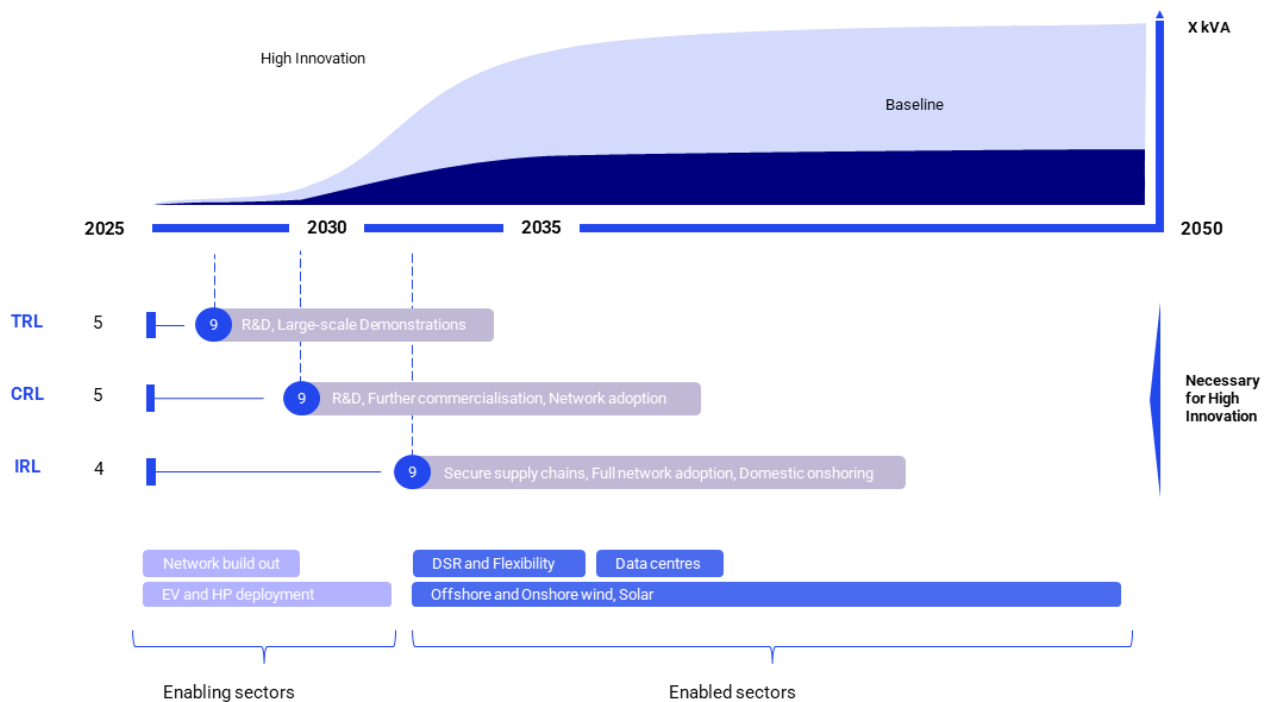 X kVA
High Innovation
Baseline
2025
2030
2035
2050
TRL 5 9 R&D, Large-scale Demonstrations
CRL 5 9 R&D, Further commercialisation, Network adoption
Necessary
for High
Innovation
IRL 4 9 Secure supply chains, Full network adoption, Domestic onshoring
Network build out
DSR and Flexibility
Data centres
EV and HP deployment
Offshore and Onshore wind, Solar
Enabling sectors
Enabled sectors